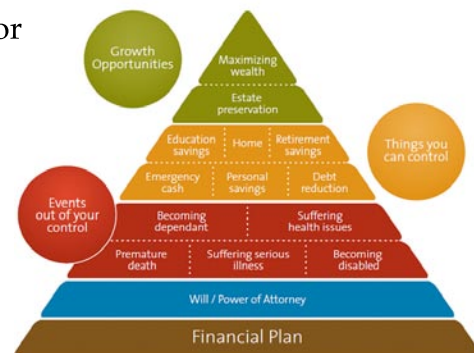 or
Growth
Opportunities
Maximizing
wealth
Estate
preservation
Education
savings
Home
Retirement
savings
Things you
can control
Emergency
cash
Personal
savings
Debt
reduction
Events
out of your
control
Becoming
dependant
Suffering
health issues
Premature
death
Suffering serious
illness
Becoming
disabled
Will / Power of Attorney
Financial Plan